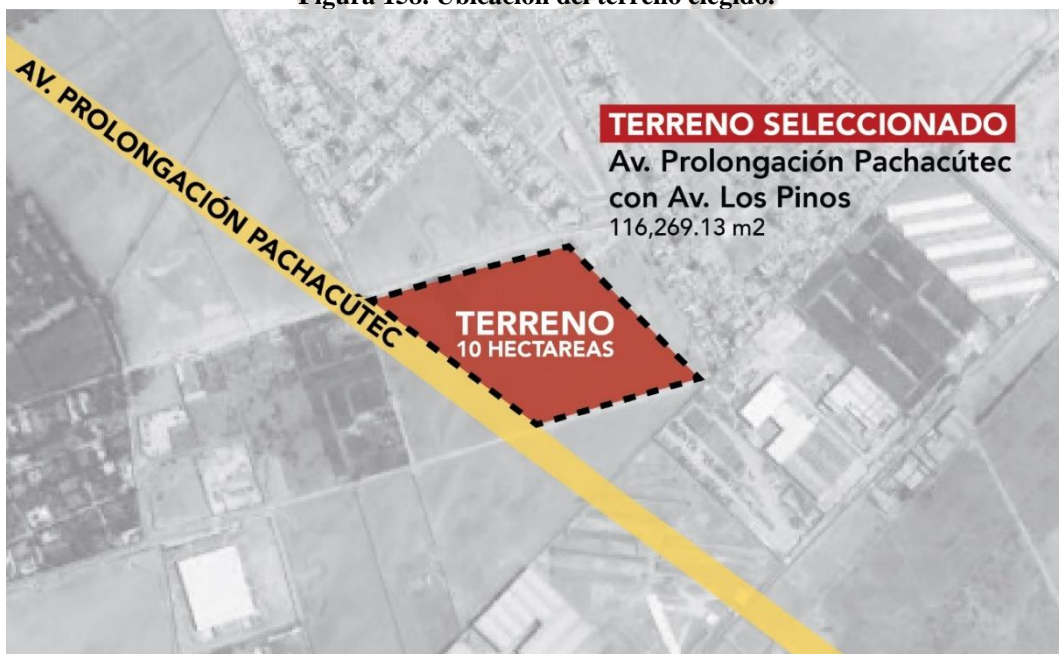 Figura 138. Ubicación del terreno elegido.
AV. PROLONGACIÓN PACHACÚTEC
TERRENO SELECCIONADO
Av. Prolongación Pachacútec
con Av. Los Pinos
116,269.13 m2
TERRENO
10 HECTAREAS